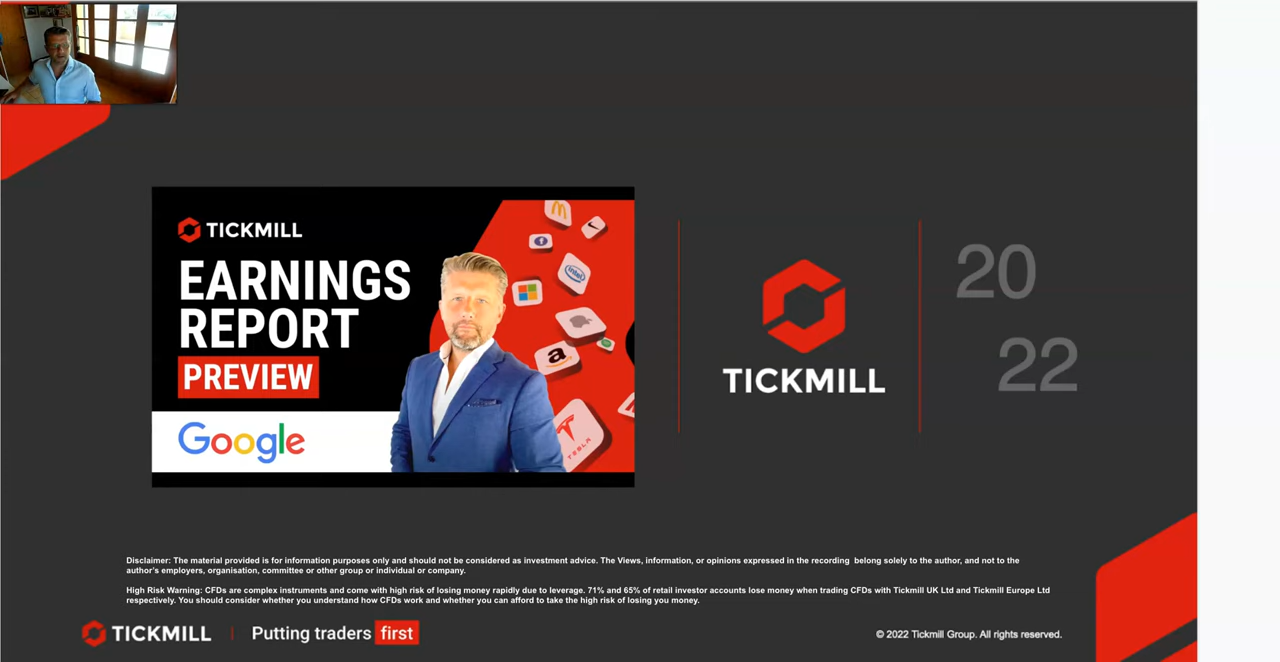 TICKMILL
EARNINGS
REPORT
PREVIEW
Google
intel
a
TESLA
TICKMILL
20
22
Disclaimer: The material provided is for information purposes only and should not be considered as investment advice. The Views, information, or opinions expressed in the recording belong solely to the author, and not to the
author's employers, organisation, committee or other group or individual or company.
High Risk Warning: CFDs are complex instruments and come with high risk of losing money rapidly due to leverage. 71% and 65% of retail investor accounts lose money when trading CFDs with Tickmill UK Ltd and Tickmill Europe Ltd
respectively. You should consider whether you understand how CFDs work and whether you can afford to take the high risk of losing you money.
TICKMILL | Putting traders first
© 2022 Tickmill Group. All rights reserved.